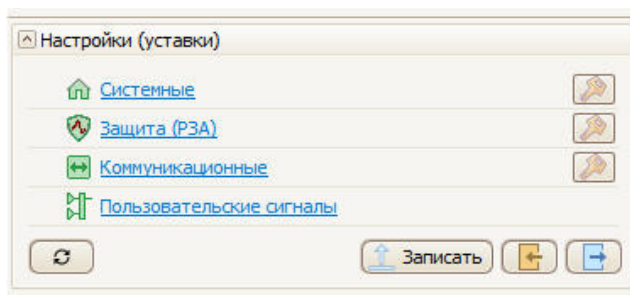 Настройки (уставки)
Системные
Защита (РЗА)
Коммуникационные
Пользовательские сигналы
Записать